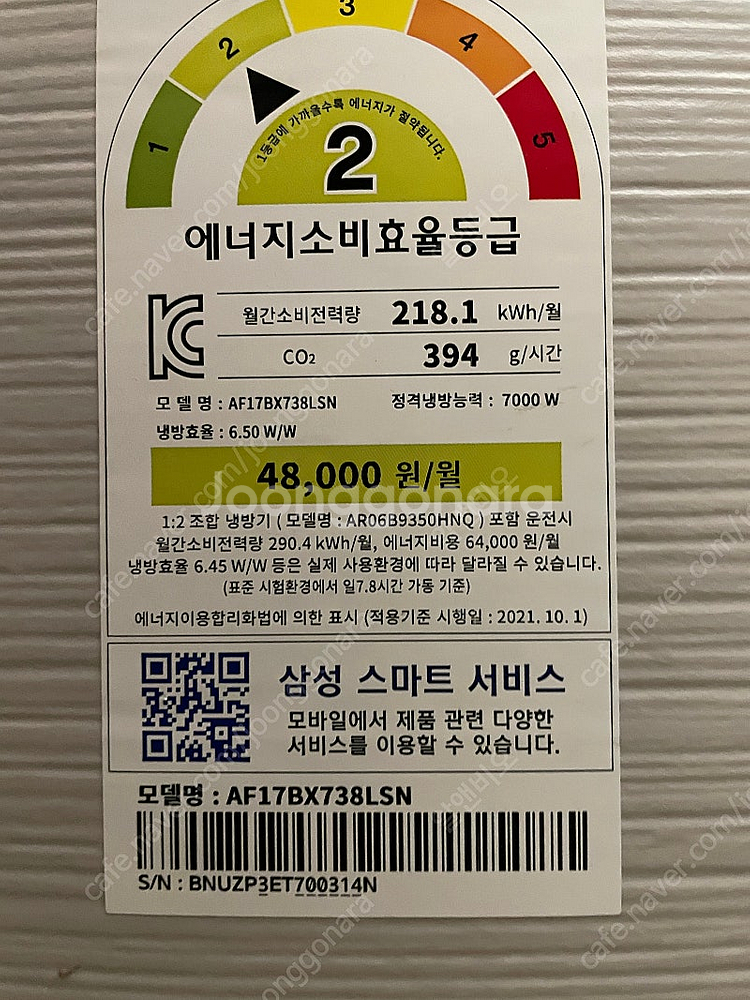 1 2 3 4 5
1등급에 가까울수록 에너지가 절약됩니다.
2
에너지소비효율등급
월간소비전력량 218.1 kWh/월
CO₂ 394 g/시간
모 델 명 : AF17BX738LSN 정격냉방능력 : 7000 W
냉방효율 : 6.50 W/W
48,000 원/월
Joonggonara
1:2 조합 냉방기 ( 모델명 : AR06B9350HNQ ) 포함 운전시
월간소비전력량 290.4 kWh/월, 에너지비용 64,000 원/월
냉방효율 6.45 W/W 등은 실제 사용환경에 따라 달라질 수 있습니다.
(표준 시험환경에서 일7.8시간 가동 기준)
에너지이용합리화법에 의한 표시 (적용기준 시행일 : 2021. 10. 1)
삼성 스마트 서비스
모바일에서 제품 관련 다양한
서비스를 이용할 수 있습니다.
모델명 : AF17BX738LSN
S/N : BNUZP3ET700314N
cafe.naver.com/joonggonara